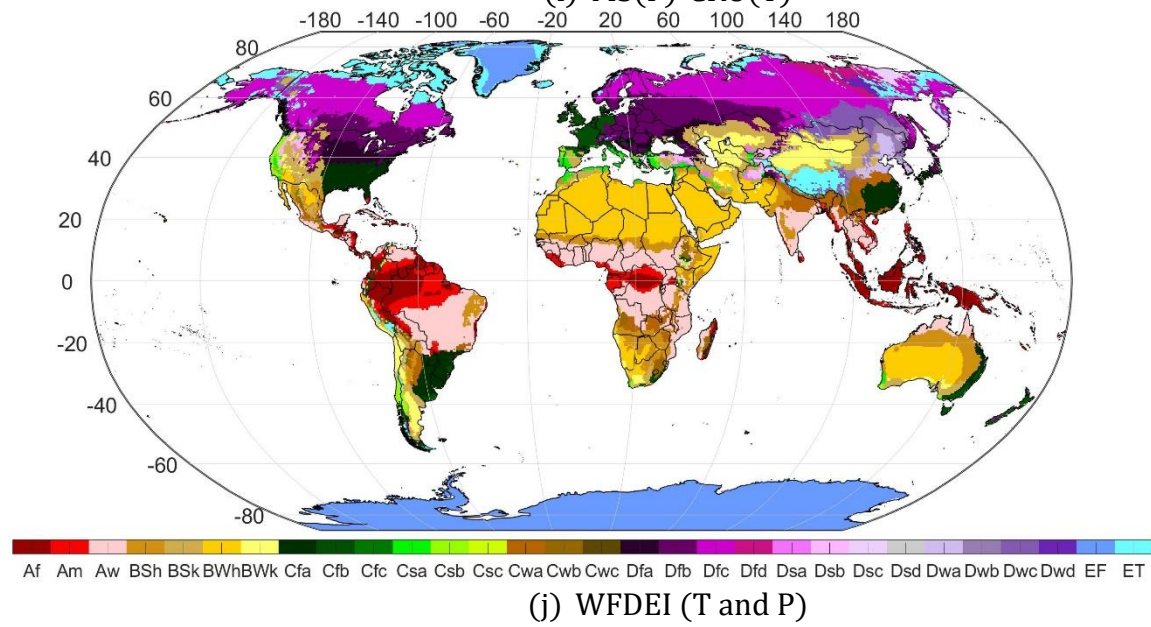 (i) MS(P)-CRU(T)
-180 -100 -60 -20 20 60 100 140 180
80
60
40
20
0
-20
-40
-60
-80
Af Am Aw BSh BSk BWh BWk Cfa Cfb Cfc Csa Csb Csc Cwa Cwb Cwc Dfa Dfb Dfc Dfd Dsa Dsb Dsc Dsd Dwa Dwb Dwc Dwd EF ET
(j) WFDEI (T and P)